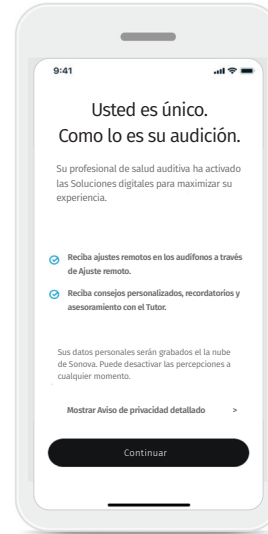 9:41
Usted es único.
Como lo es su audición.
Su profesional de salud auditiva ha activado
las Soluciones digitales para maximizar su
experiencia.
Reciba ajustes remotos en los audífonos a través
de Ajuste remoto.
Reciba consejos personalizados, recordatorios y
asesoramiento con el Tutor.
Sus datos personales serán grabados el la nube
de Sonova. Puede desactivar las percepciones a
cualquier momento.
Mostrar Aviso de privacidad detallado >
Continuar